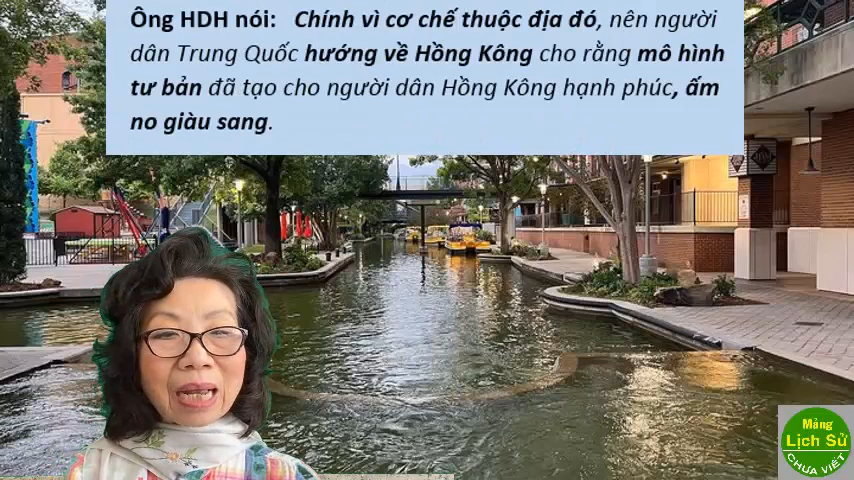 Ông HDH nói: Chính vì cơ chế thuộc địa đó, nên người
dân Trung Quốc hướng về Hồng Kông cho rằng mô hình
tư bản đã tạo cho người dân Hồng Kông hạnh phúc, ấm
no giàu sang.
Mảng
Lịch Sử
CHƯA VIẾT